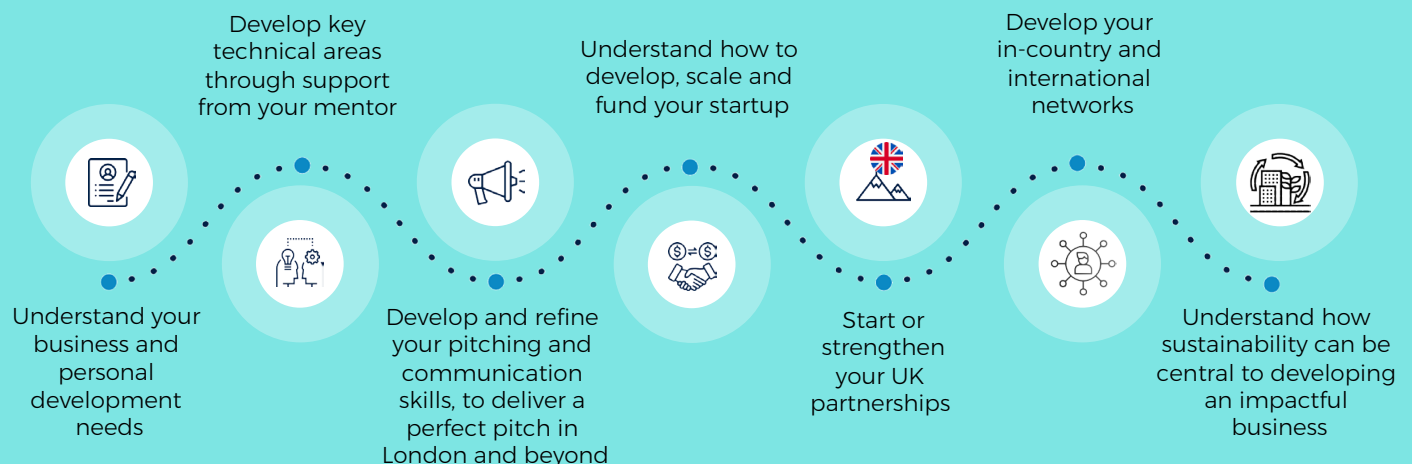 Understand your
business and
personal
development
needs
Develop key
technical areas
through support
from your mentor
Develop and refine
your pitching and
communication
skills, to deliver a
perfect pitch in
London and beyond
Understand how to
develop, scale and
fund your startup
Start or
strengthen
your UK
partnerships
Develop your
in-country and
international
networks
Understand how
sustainability can be
central to developing
an impactful
business